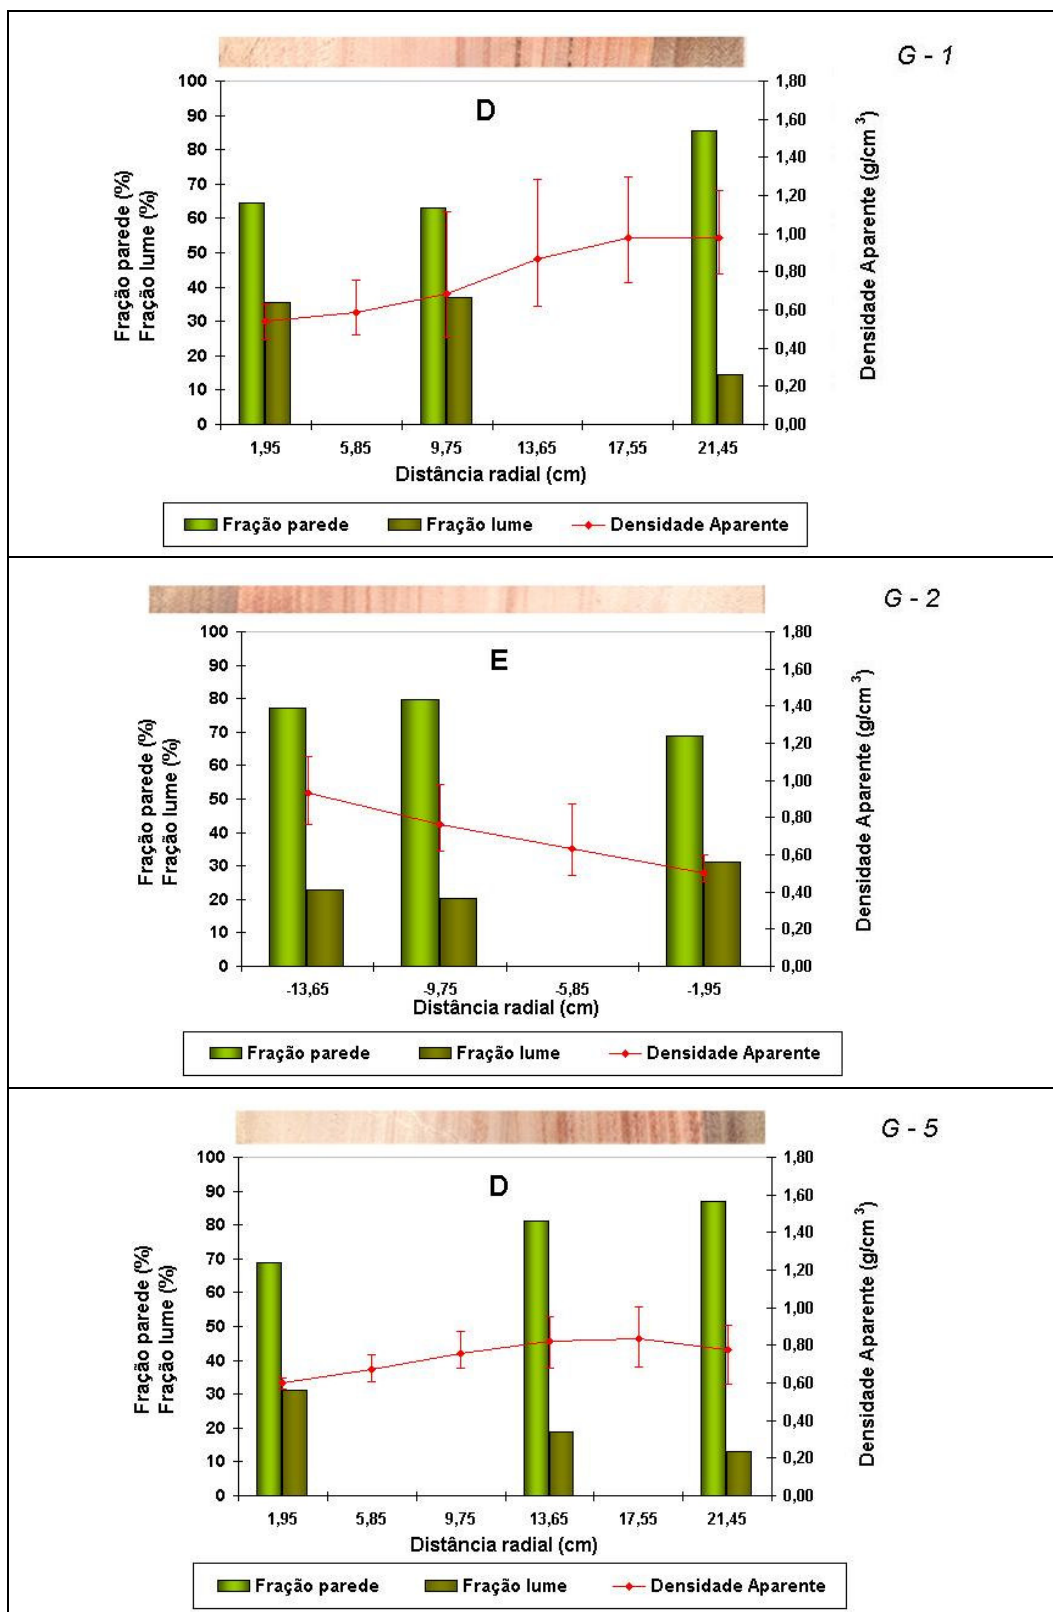 G - 1
D
100
90
80
70
60
50
40
30
20
10
0
Fração parede (%)
Fração lume (%)
1,80
1,60
1,40
1,20
1,00
0,80
0,60
0,40
0,20
0,00
Densidade Aparente (g/cm 3)
1,95 5,85 9,75 13,65 17,55 21,45
Distância radial (cm)
Fração parede Fração lume Densidade Aparente
G - 2
E
100
90
80
70
60
50
40
30
20
10
0
Fração parede (%)
Fração lume (%)
1,80
1,60
1,40
1,20
1,00
0,80
0,60
0,40
0,20
0,00
Densidade Aparente (g/cm 3)
-13,65 -9,75 -5,85 -1,95
Distância radial (cm)
Fração parede Fração lume Densidade Aparente
G - 5
D
100
90
80
70
60
50
40
30
20
10
0
Fração parede (%)
Fração lume (%)
1,80
1,60
1,40
1,20
1,00
0,80
0,60
0,40
0,20
0,00
Densidade Aparente (g/cm 3)
1,95 5,85 9,75 13,65 17,55 21,45
Distância radial (cm)
Fração parede Fração lume Densidade Aparente